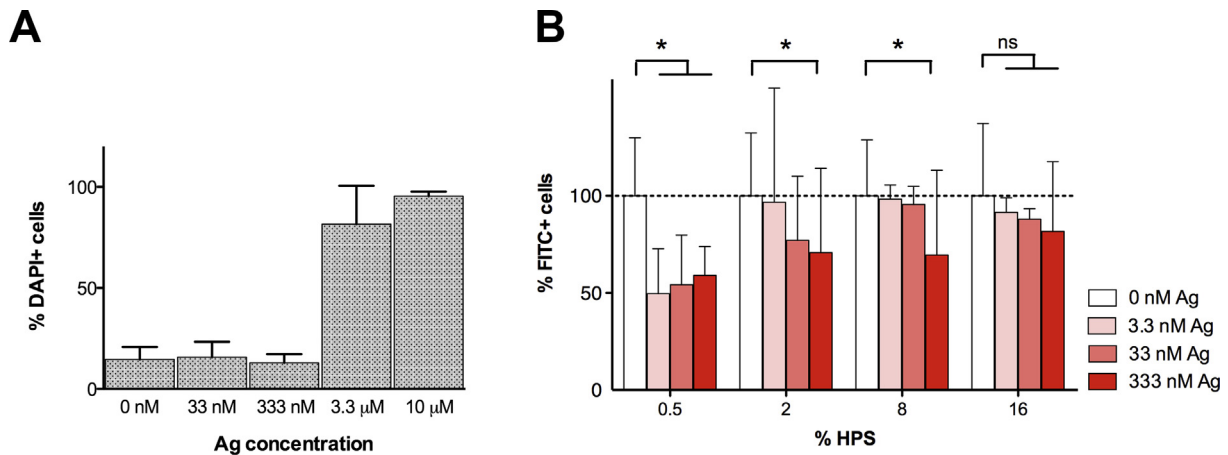 A
% DAPI+ cells
100
50
0
0 nM 33 nM 333 nM 3.3 µM 10 µM
Ag concentration
B
* * * ns
% FITC+ cells
100
50
0
0.5 2 8 16
% HPS
0 nM Ag
3.3 nM Ag
33 nM Ag
333 nM Ag